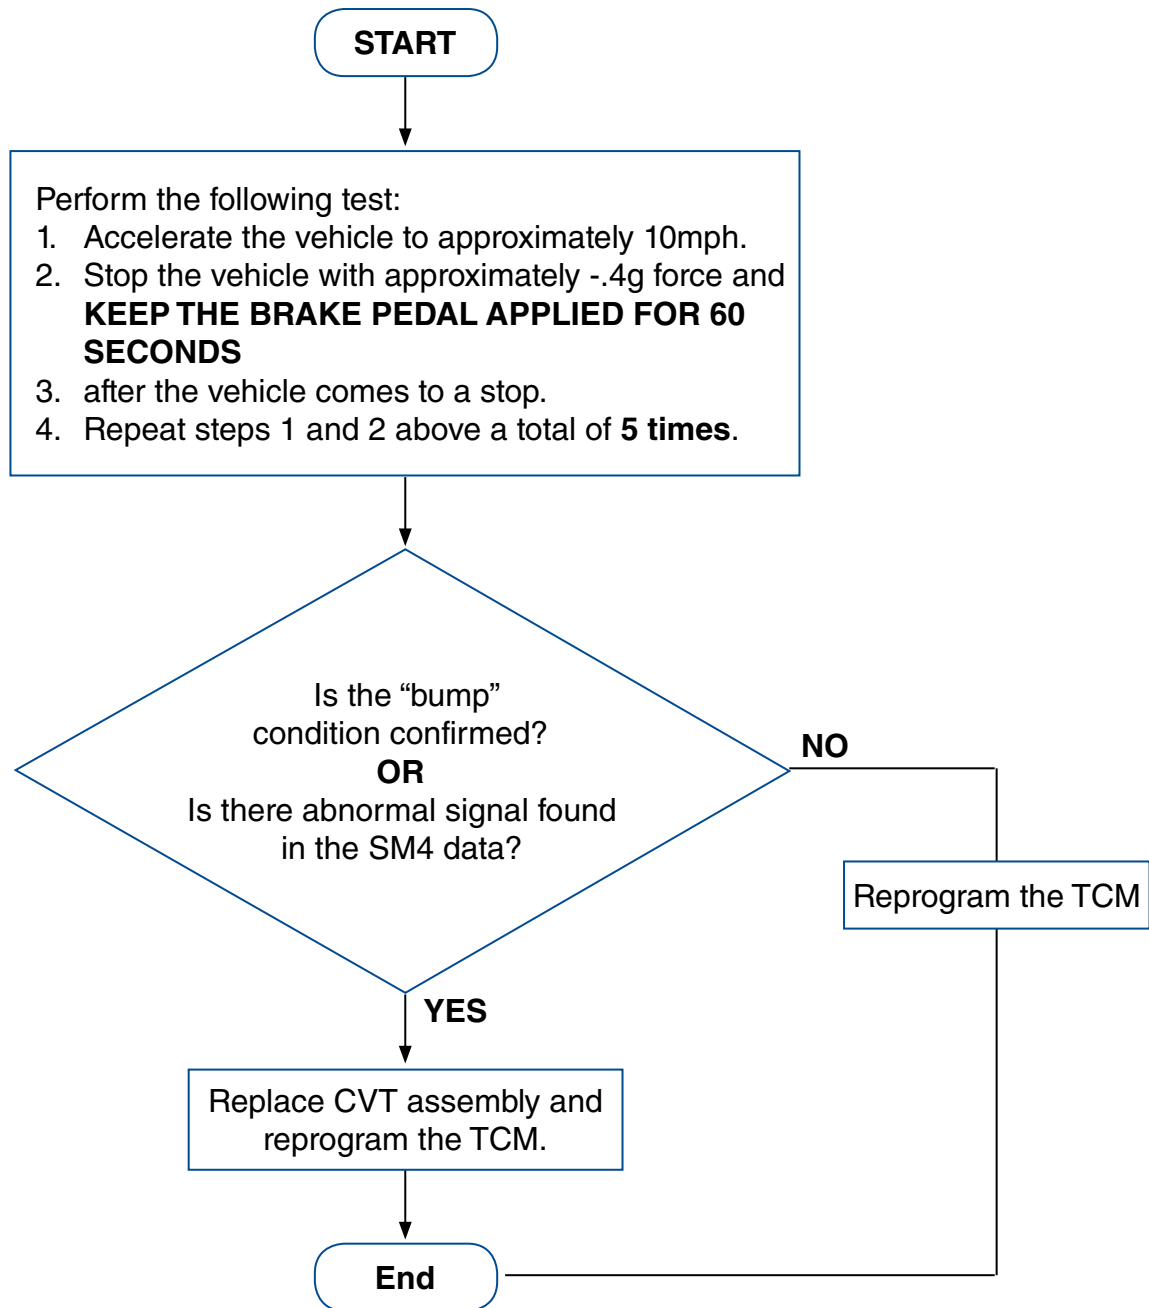 START
Perform the following test:
1. Accelerate the vehicle to approximately 10mph.
2. Stop the vehicle with approximately -.4g force and
KEEP THE BRAKE PEDAL APPLIED FOR 60
SECONDS
3. after the vehicle comes to a stop.
4. Repeat steps 1 and 2 above a total of 5 times.
Is the “bump”
condition confirmed?
OR
Is there abnormal signal found
in the SM4 data?
NO
Reprogram the TCM
YES
Replace CVT assembly and
reprogram the TCM.
End